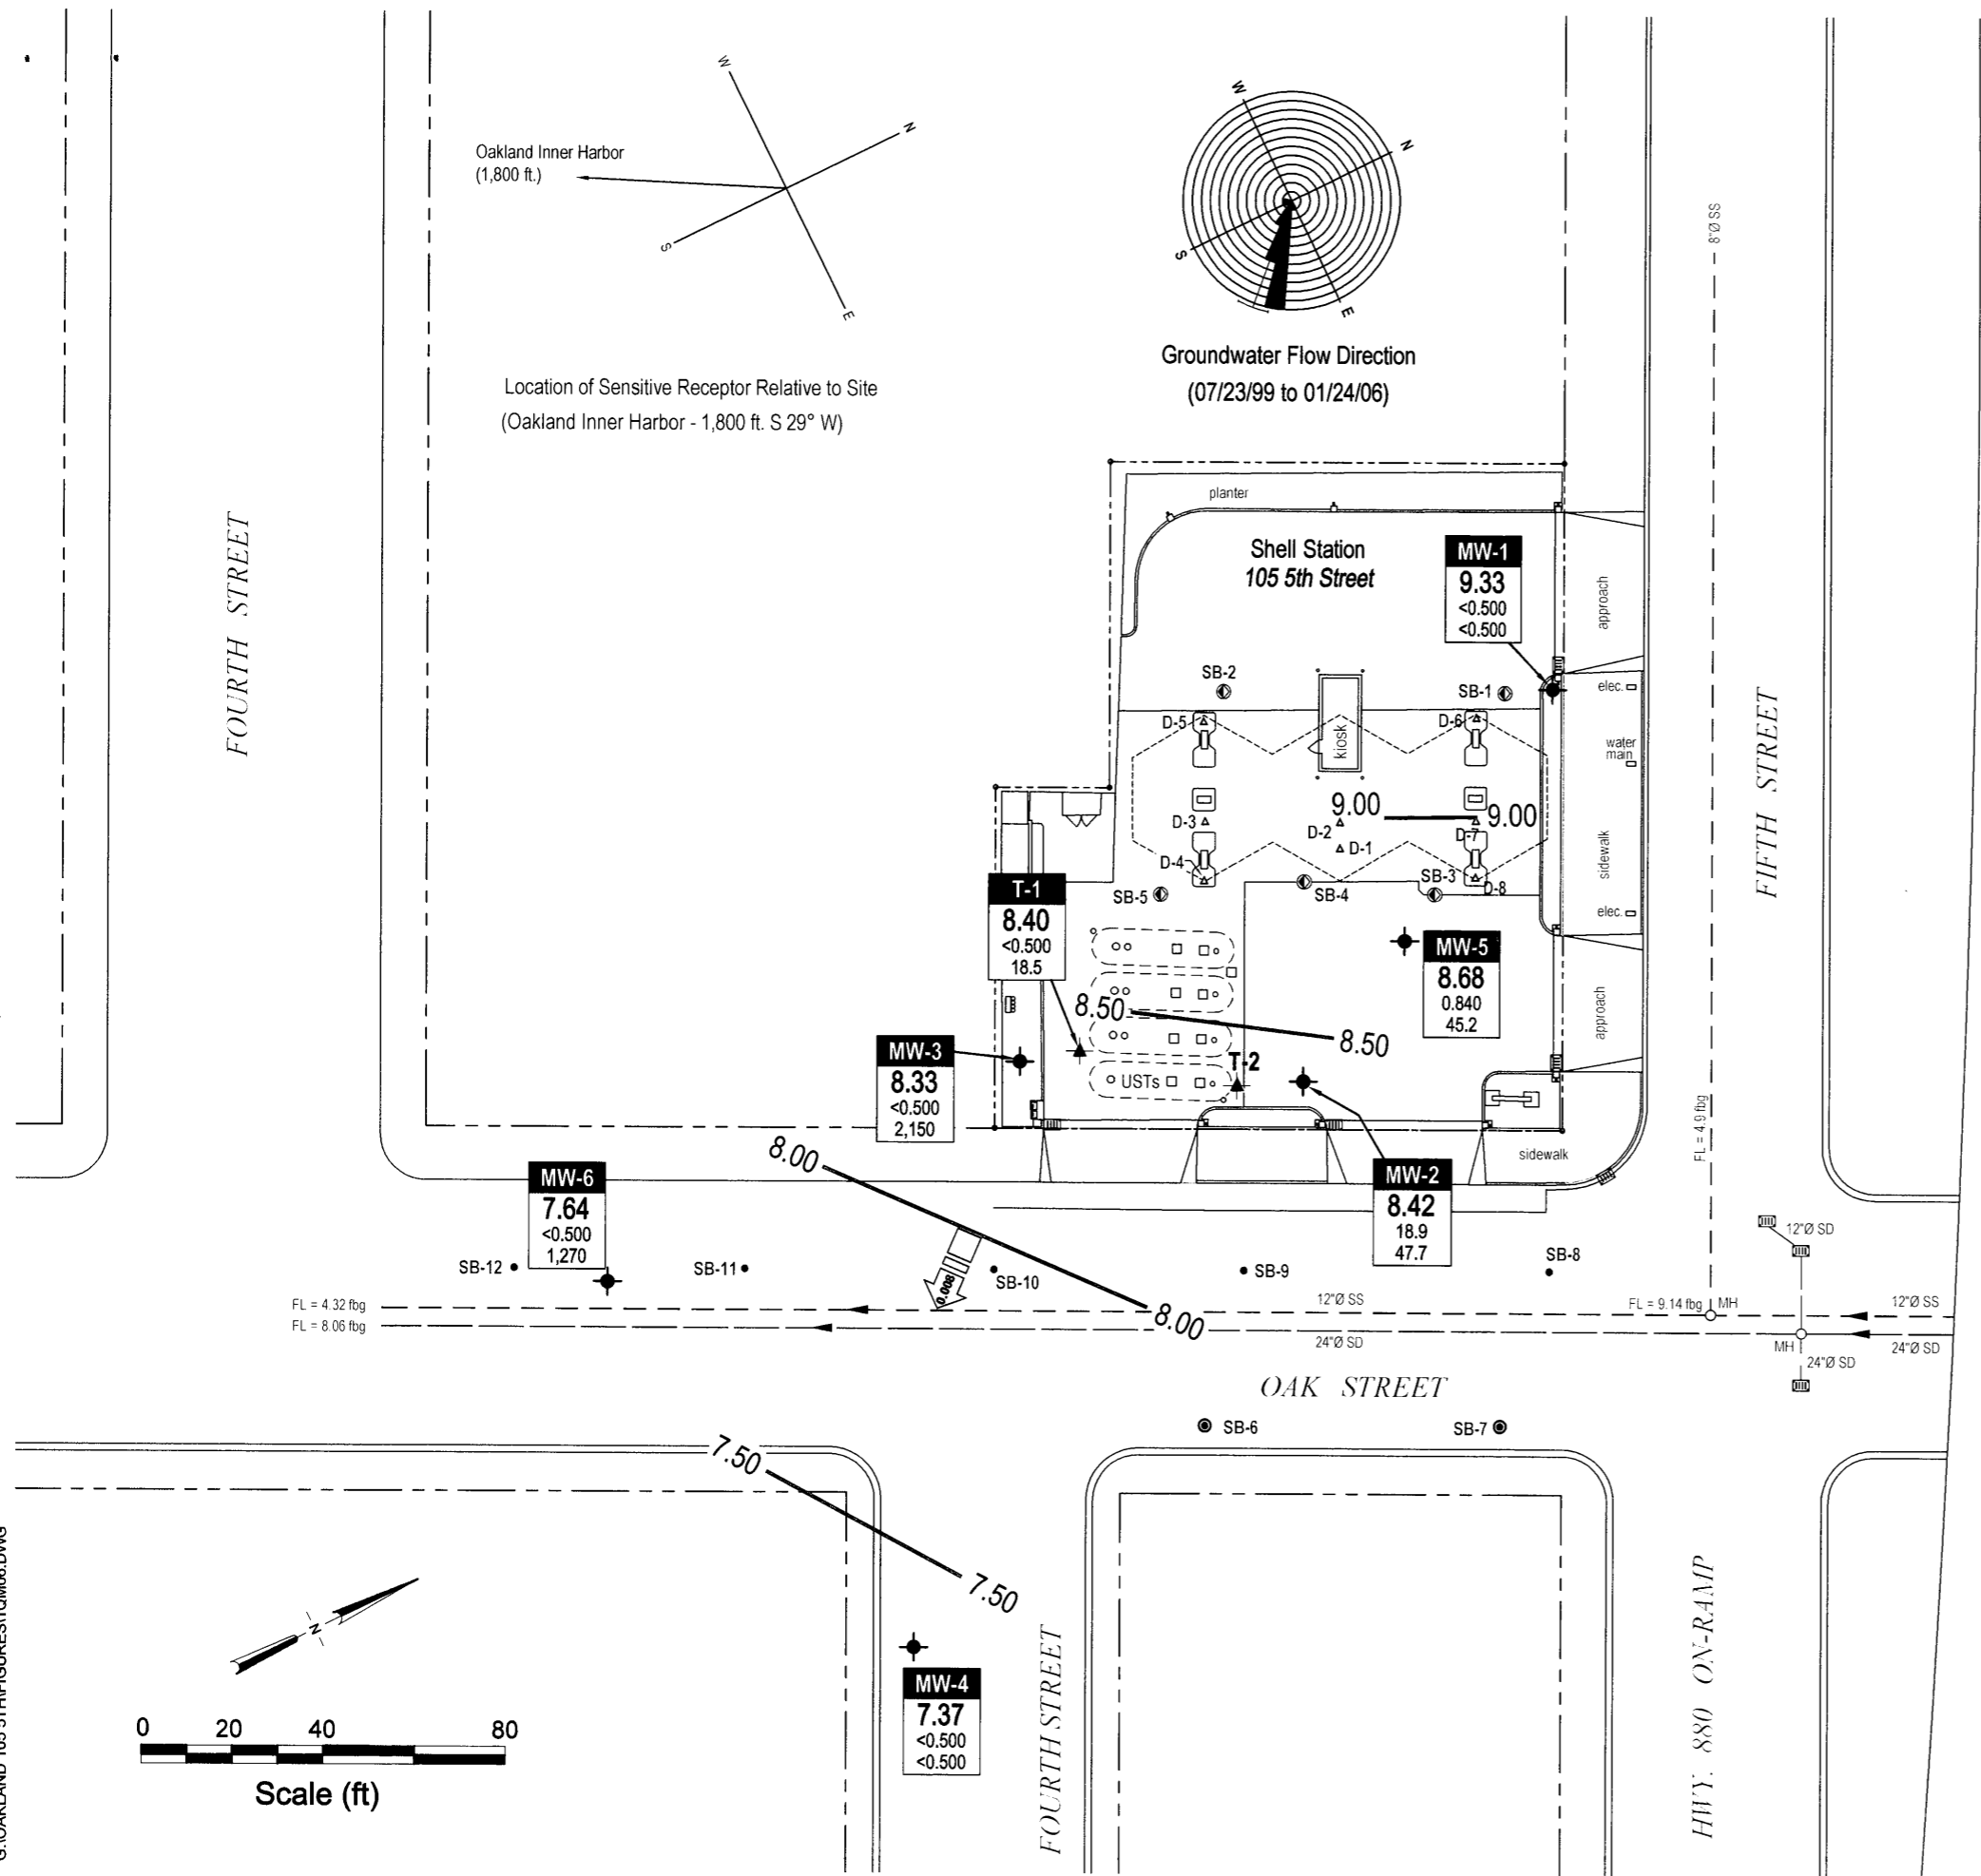 W
N
S
E
Oakland Inner Harbor
(1,800 ft.)
Location of Sensitive Receptor Relative to Site
(Oakland Inner Harbor - 1,800 ft. S 29° W)
W
N
S
E
Groundwater Flow Direction
(07/23/99 to 01/24/06)
8"Ø SS
FOURTH STREET
planter
Shell Station
105 5th Street
MW-1
9.33
<0.500
<0.500
approach
SB-2
SB-1
elec.
D-5
kiosk
D-6
water
main
FIFTH STREET
9.00
9.00
D-3
D-2
D-7
D-1
D-4
sidewalk
SB-5
SB-4
SB-3
D-8
elec.
T-1
8.40
<0.500
18.5
MW-5
8.68
0.840
45.2
8.50
8.50
approach
MW-3
8.33
<0.500
2,150
USTs
T-2
FL = 4.9 fbg
sidewalk
8.00
MW-6
7.64
<0.500
1,270
MW-2
8.42
18.9
47.7
SB-12
SB-11
SB-10
SB-9
SB-8
12"Ø SD
0.008
FL = 4.32 fbg
FL = 8.06 fbg
8.00
12"Ø SS
24"Ø SD
FL = 9.14 fbg
MH
12"Ø SS
MH
24"Ø SD
24"Ø SD
OAK STREET
SB-6
SB-7
7.50
7.50
N
0 20 40 80
Scale (ft)
MW-4
7.37
<0.500
<0.500
FOURTH STREET
HWY. 880 ON-RAMP